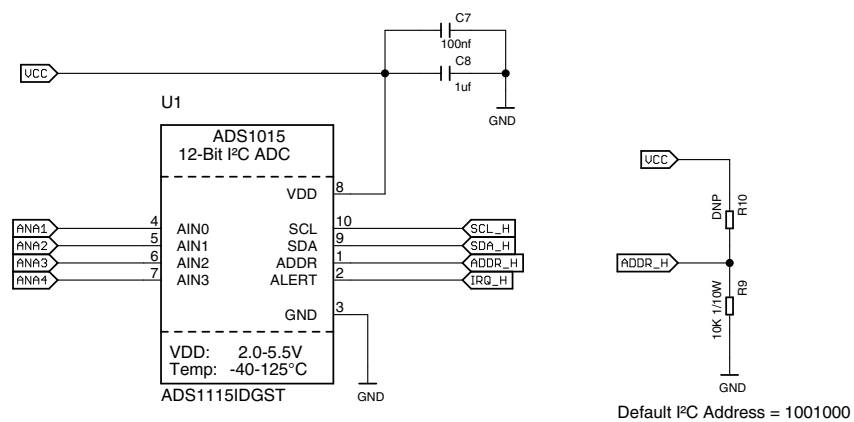 C7
100nf
C8
1uf
VCC
GND
U1
ADS1015
12-Bit I²C ADC
VDD 8
ANA1 4 AIN0 SCL 10 SCL_H
ANA2 5 AIN1 SDA 9 SDA_H
ANA3 6 AIN2 ADDR 1 ADDR_H
ANA4 7 AIN3 ALERT 2 IRQ_H
GND 3
VDD: 2.0-5.5V
Temp: -40-125°C
ADS1115IDGST
GND
VCC
DNP
R10
ADDR_H
10K 1/10W
R9
GND
Default I²C Address = 1001000